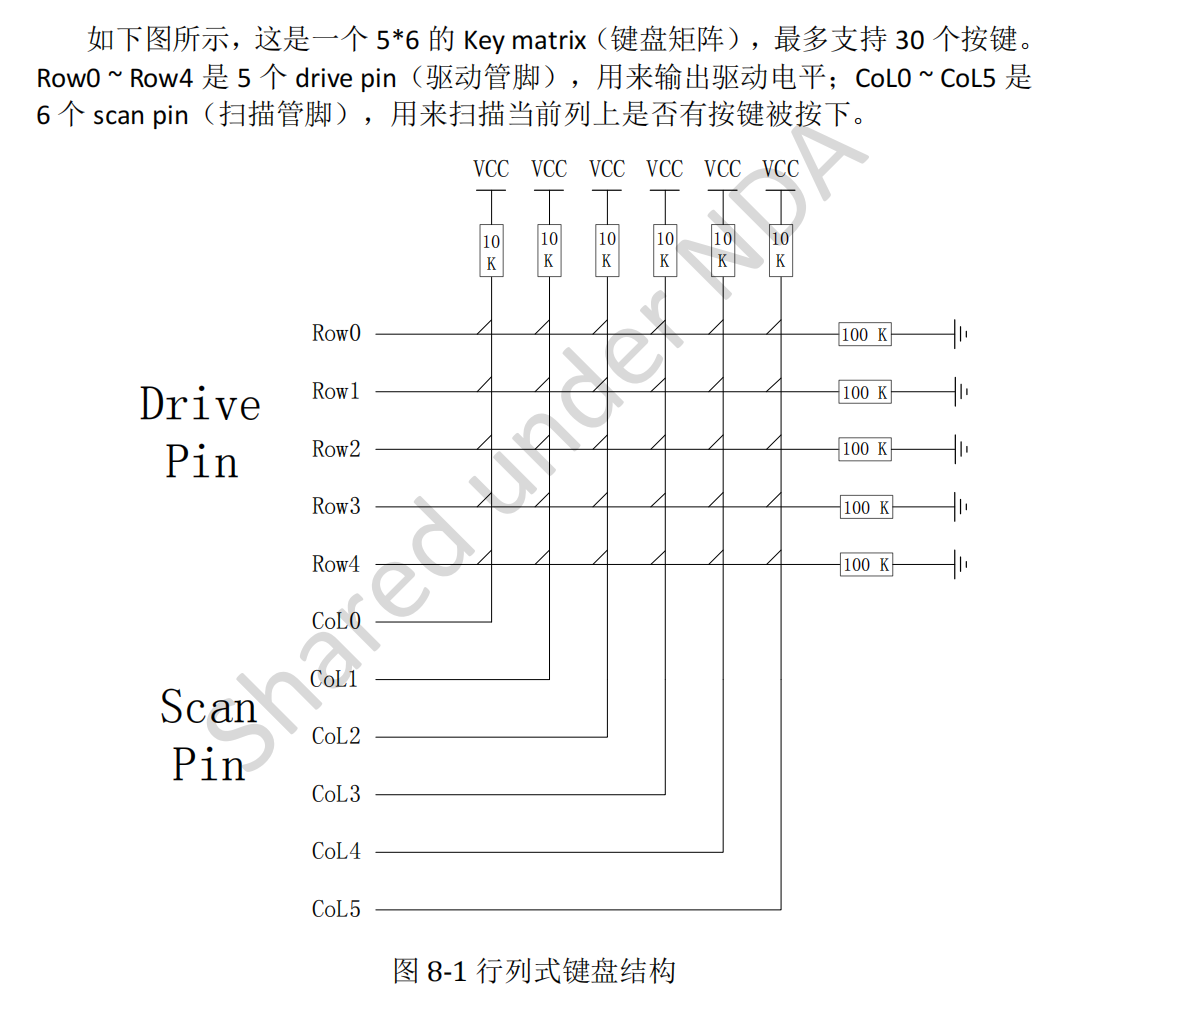 如下图所示，这是一个 5*6 的 Key matrix（键盘矩阵），最多支持 30 个按键。
Row0 ~ Row4 是 5 个 drive pin（驱动管脚），用来输出驱动电平；CoL0 ~ CoL5 是
6 个 scan pin（扫描管脚），用来扫描当前列上是否有按键被按下。
VCC VCC VCC VCC VCC VCC
10 10 10 10 10 10
K K K K K K
Row0 100 K
Row1 100 K
Drive
Pin
Row2 100 K
Row3 100 K
Row4 100 K
CoL0
CoL1
Scan
Pin
CoL2
CoL3
CoL4
CoL5
图 8-1 行列式键盘结构
Shared under NDA